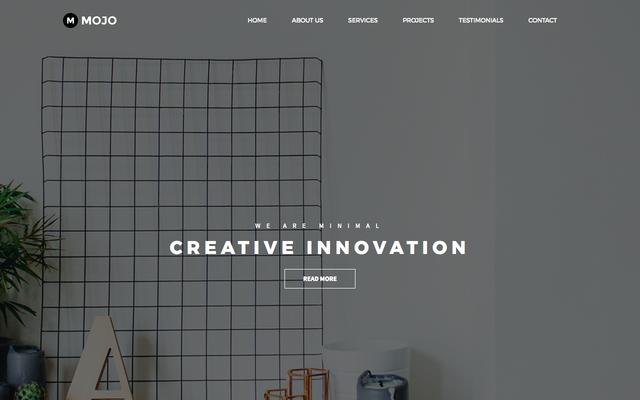 M MOJO
HOME ABOUT US SERVICES PROJECTS TESTIMONIALS CONTACT
WE ARE MINIMAL
CREATIVE INNOVATION
READ MORE
A